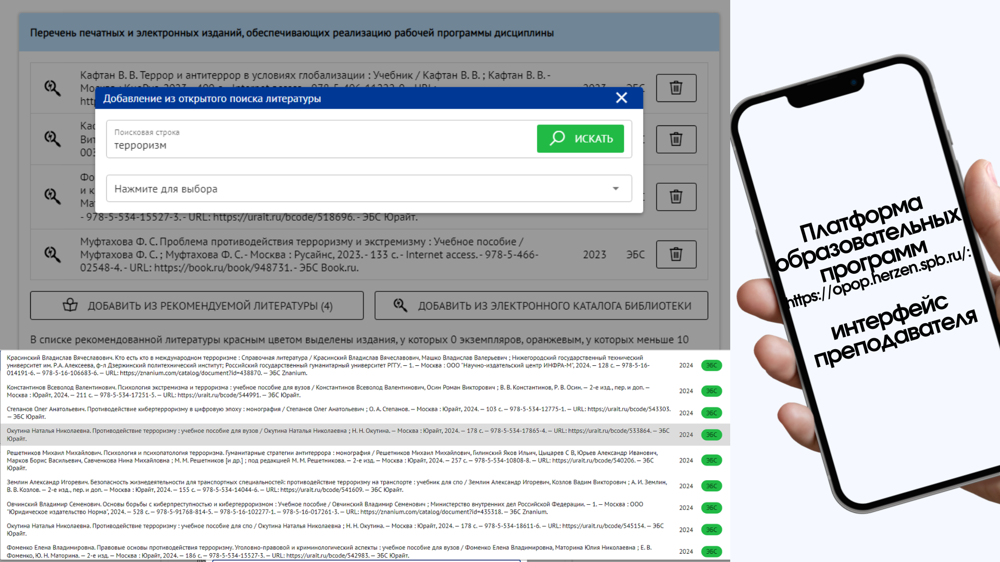 Перечень печатных и электронных изданий, обеспечивающих реализацию рабочей программы дисциплины
Кафтан В. В. Террор и антитеррор в условиях глобализации : Учебник / Кафтан В. В. ; Кафтан В. В. -
2023 ЭБС
Добавление из открытого поиска литературы
Поисковая строка
терроризм
ИСКАТЬ
Нажмите для выбора
- 978-5-534-15527-3. - URL: https://urait.ru/bcode/518696. - ЭБС Юрайт.
Муфтахова Ф. С. Проблема противодействия терроризму и экстремизму : Учебное пособие /
Муфтахова Ф. С. ; Муфтахова Ф. С. - Москва : Русайнс, 2023. - 133 с. - Internet access. - 978-5-466-
02548-4. - URL: https://book.ru/book/948731. - ЭБС Book.ru.
2023 ЭБС
ДОБАВИТЬ ИЗ РЕКОМЕНДУЕМОЙ ЛИТЕРАТУРЫ (4)
ДОБАВИТЬ ИЗ ЭЛЕКТРОННОГО КАТАЛОГА БИБЛИОТЕКИ
В списке рекомендованной литературы красным цветом выделены издания, у которых 0 экземпляров, оранжевым, у которых меньше 10
Красинский Владислав Вячеславович. Кто есть кто в международном терроризме : Справочная литература / Красинский Владислав Вячеславович, Машко Владислав Валерьевич ; Нижегородский государственный технический
университет им. Р.А. Алексеева, ф-л Дзержинский политехнический институт; Российский государственный гуманитарный университет РГГУ. — 1. — Москва : ООО "Научно-издательский центр ИНФРА-М", 2024. — 128 с. — 978-5-16-
014191-6. — 978-5-16-106683-6. — URL: https://znanium.com/catalog/document?id=438870. — ЭБС Znanium.
2024 ЭБС
Константинов Всеволод Валентинович. Психология экстремизма и терроризма : учебное пособие для вузов / Константинов Всеволод Валентинович, Осин Роман Викторович ; В. В. Константинов, Р. В. Осин. — 2-е изд., пер. и доп. —
Москва : Юрайт, 2024. — 211 с. — 978-5-534-17251-5. — URL: https://urait.ru/bcode/544991. — ЭБС Юрайт.
2024 ЭБС
Степанов Олег Анатольевич. Противодействие кибертерроризму в цифровую эпоху : монография / Степанов Олег Анатольевич ; О. А. Степанов. — Москва : Юрайт, 2024. — 103 с. — 978-5-534-12775-1. — URL: https://urait.ru/bcode/543303.
— ЭБС Юрайт.
2024 ЭБС
Окутина Наталья Николаевна. Противодействие терроризму : учебное пособие для вузов / Окутина Наталья Николаевна ; Н. Н. Окутина. — Москва : Юрайт, 2024. — 178 с. — 978-5-534-17865-4. — URL: https://urait.ru/bcode/533864. — ЭБС
Юрайт.
2024 ЭБС
Решетников Михаил Михайлович. Психология и психопатология терроризма. Гуманитарные стратегии антитеррора : монография / Решетников Михаил Михайлович, Гилинский Яков Ильич, Цыцарев С В, Юрьев Александр Иванович,
Марков Борис Васильевич, Савченкова Нина Михайловна ; М. М. Решетников [и др.] ; под редакцией М. М. Решетникова. — 2-е изд. — Москва : Юрайт, 2024. — 257 с. — 978-5-534-10808-8. — URL: https://urait.ru/bcode/540206. — ЭБС
Юрайт.
2024 ЭБС
Землин Александр Игоревич. Безопасность жизнедеятельности для транспортных специальностей: противодействие терроризму на транспорте : учебник для спо / Землин Александр Игоревич, Козлов Вадим Викторович ; А. И. Землин,
В. В. Козлов. — 2-е изд., пер. и доп. — Москва : Юрайт, 2024. — 155 с. — 978-5-534-14044-6. — URL: https://urait.ru/bcode/541609. — ЭБС Юрайт.
2024 ЭБС
Овчинский Владимир Семенович. Основы борьбы с киберпреступностью и кибертерроризмом : Учебное пособие / Овчинский Владимир Семенович ; Министерство внутренних дел Российской Федерации. — 1. — Москва : ООО
"Юридическое издательство Норма", 2024. — 528 с. — 978-5-91768-814-5. — 978-5-16-102277-1. — 978-5-16-017261-3. — URL: https://znanium.com/catalog/document?id=435318. — ЭБС Znanium.
2024 ЭБС
Окутина Наталья Николаевна. Противодействие терроризму : учебное пособие для спо / Окутина Наталья Николаевна ; Н. Н. Окутина. — Москва : Юрайт, 2024. — 178 с. — 978-5-534-18611-6. — URL: https://urait.ru/bcode/545154. — ЭБС
Юрайт.
2024 ЭБС
Фоменко Елена Владимировна. Правовые основы противодействия терроризму. Уголовно-правовой и криминологический аспекты : учебное пособие для вузов / Фоменко Елена Владимировна, Маторина Юлия Николаевна ; Е. В.
Фоменко, Ю. Н. Маторина. — 2-е изд. — Москва : Юрайт, 2024. — 186 с. — 978-5-534-15527-3. — URL: https://urait.ru/bcode/542983. — ЭБС Юрайт.
2024 ЭБС
Платформа
образовательных
программ
https://opop.herzen.spb.ru/:
интерфейс
преподавателя